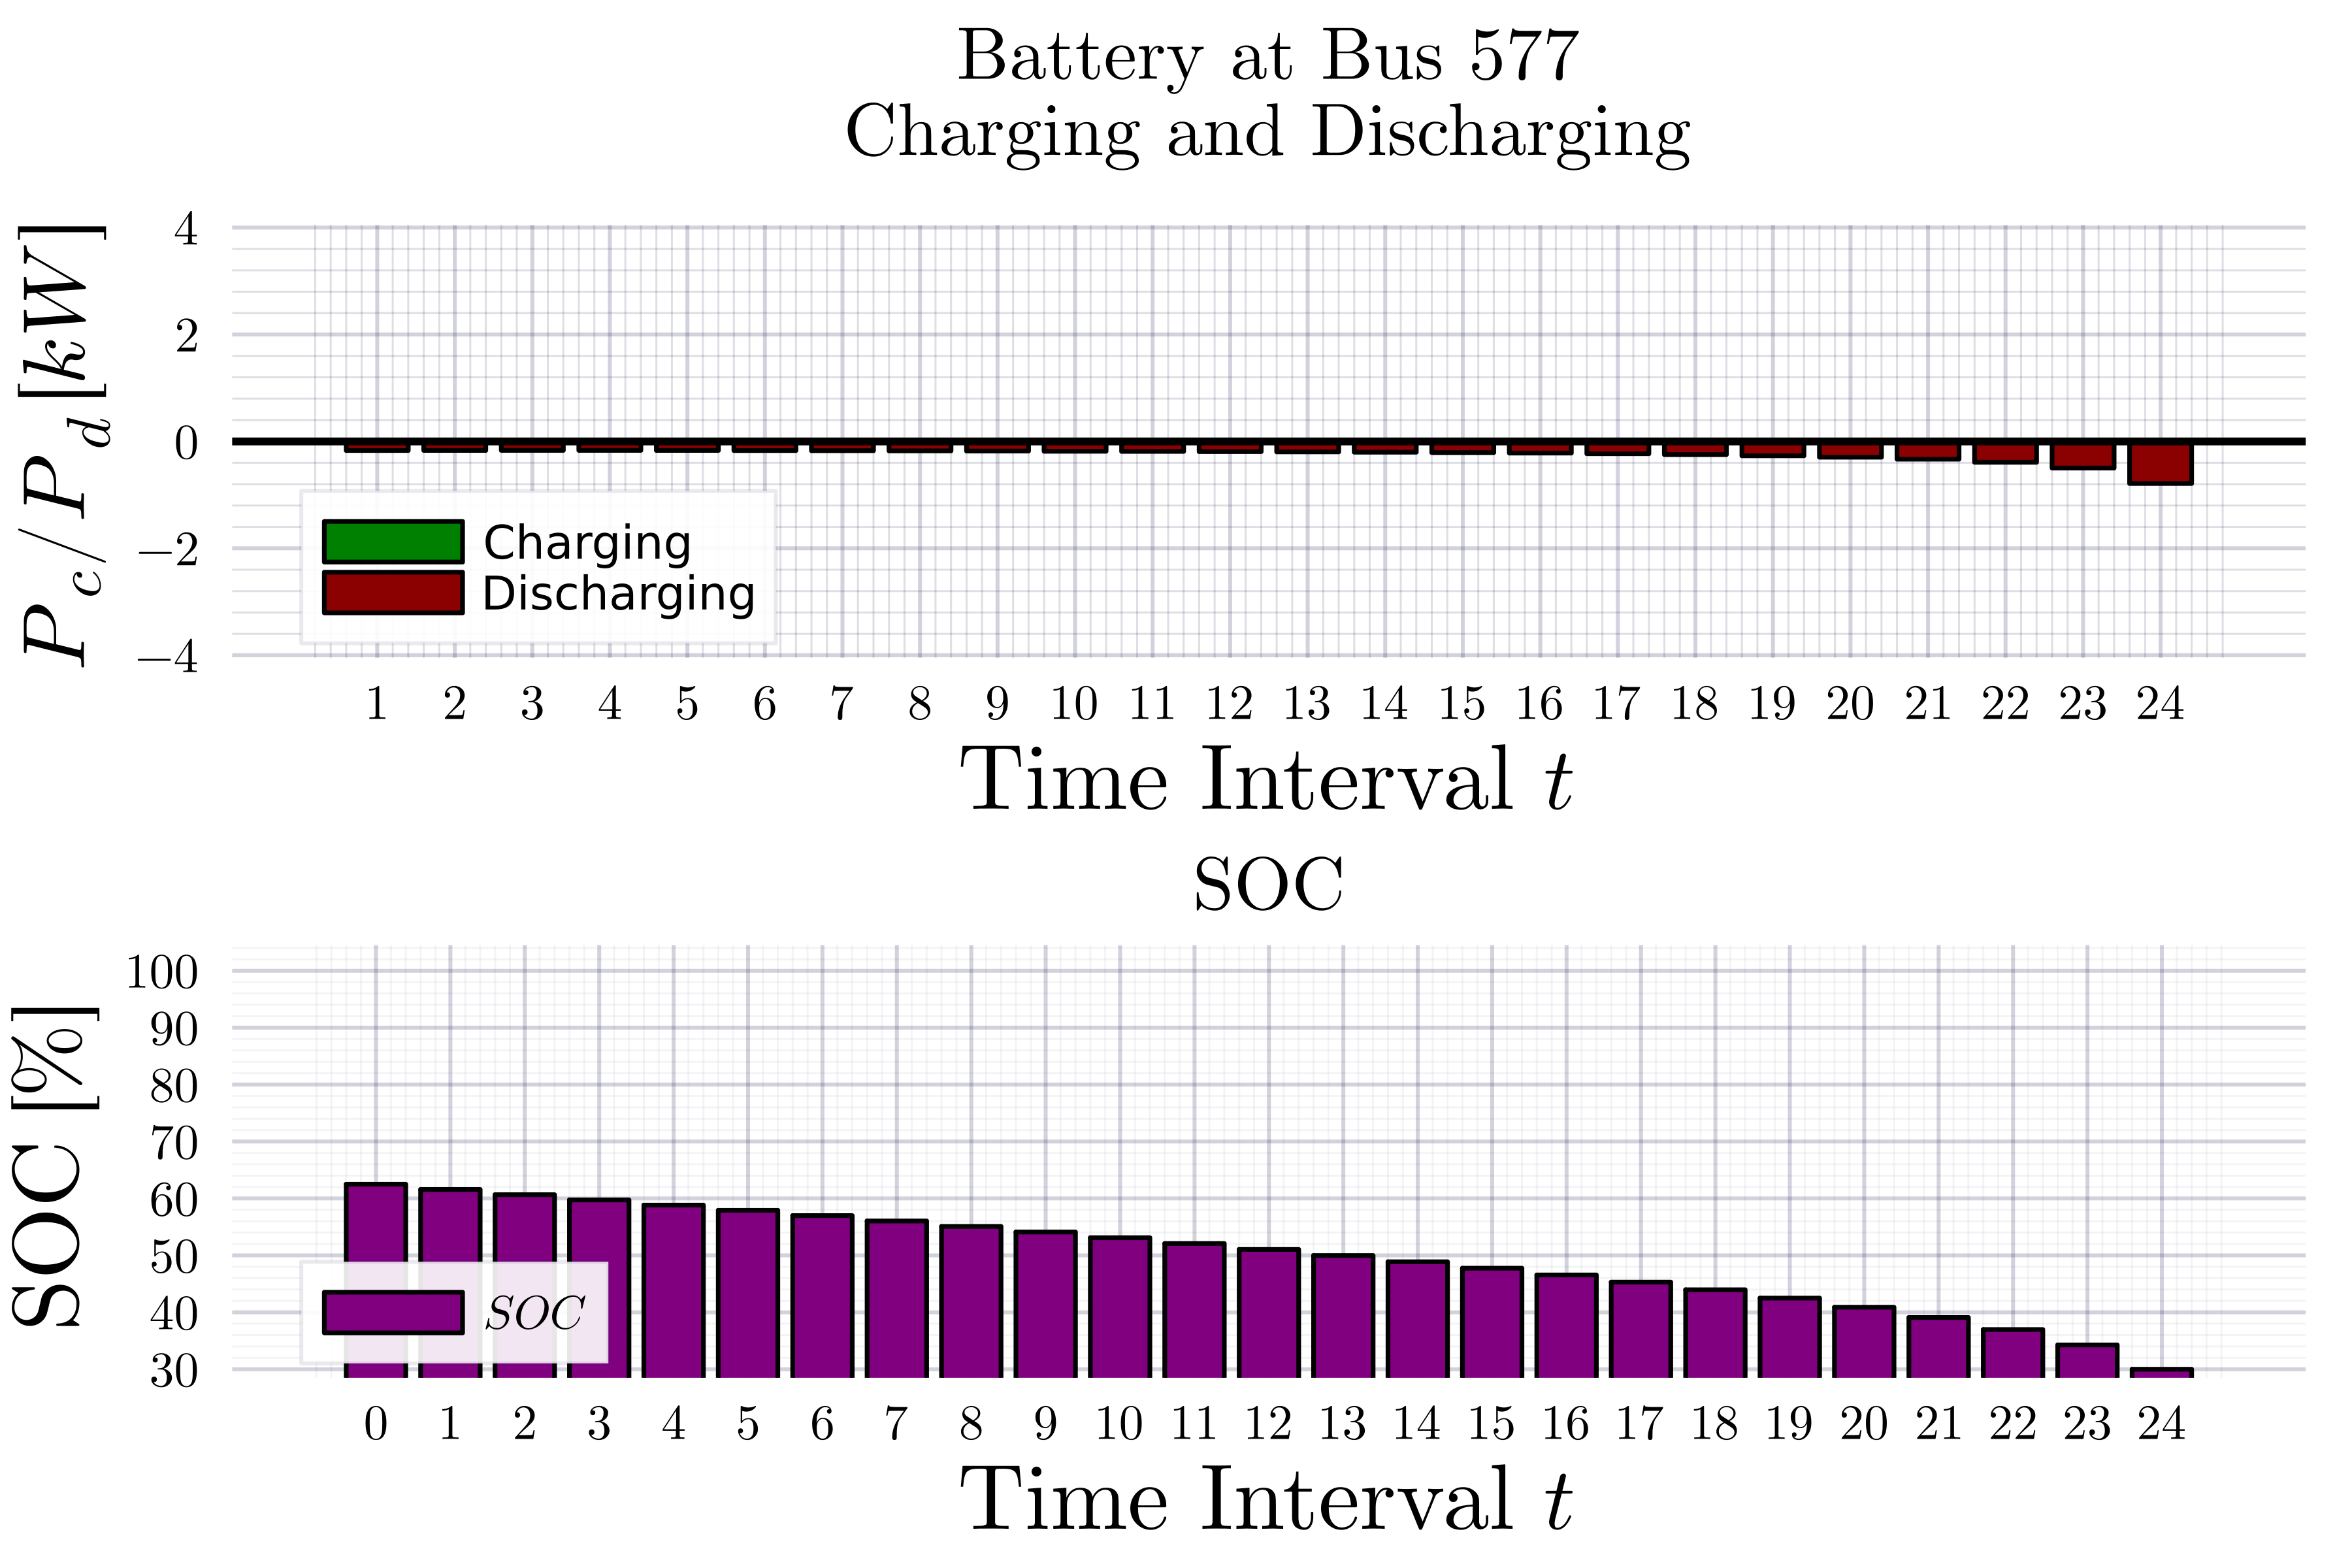 Battery at Bus 577
Charging and Discharging
P_c/P_d [kW]
4
2
0
−2
−4
Charging
Discharging
1 2 3 4 5 6 7 8 9 10 11 12 13 14 15 16 17 18 19 20 21 22 23 24
Time Interval t
SOC
SOC [%]
100
90
80
70
60
50
40
30
SOC
0 1 2 3 4 5 6 7 8 9 10 11 12 13 14 15 16 17 18 19 20 21 22 23 24
Time Interval t